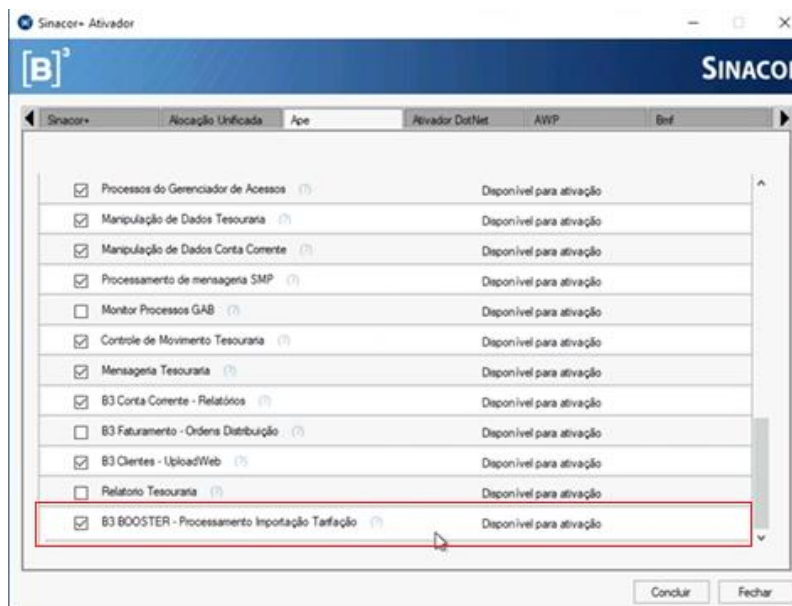 Sinacor+ Ativador
[B]³
SINACOR
Sinacor+ Alocação Unificada Ape Ativador DotNet AWP Bmf
Processos do Gerenciador de Acessos (?) Disponível para ativação
Manipulação de Dados Tesouraria (?) Disponível para ativação
Manipulação de Dados Conta Corrente (?) Disponível para ativação
Processamento de mensageria SMP (?) Disponível para ativação
Monitor Processos GAB (?) Disponível para ativação
Controle de Movimento Tesouraria (?) Disponível para ativação
Mensageria Tesouraria (?) Disponível para ativação
B3 Conta Corrente - Relatórios (?) Disponível para ativação
B3 Faturamento - Ordens Distribuição (?) Disponível para ativação
B3 Clientes - UploadWeb (?) Disponível para ativação
Relatorio Tesouraria (?) Disponível para ativação
B3 BOOSTER - Processamento Importação Tarifação (?) Disponível para ativação
Concluir Fechar